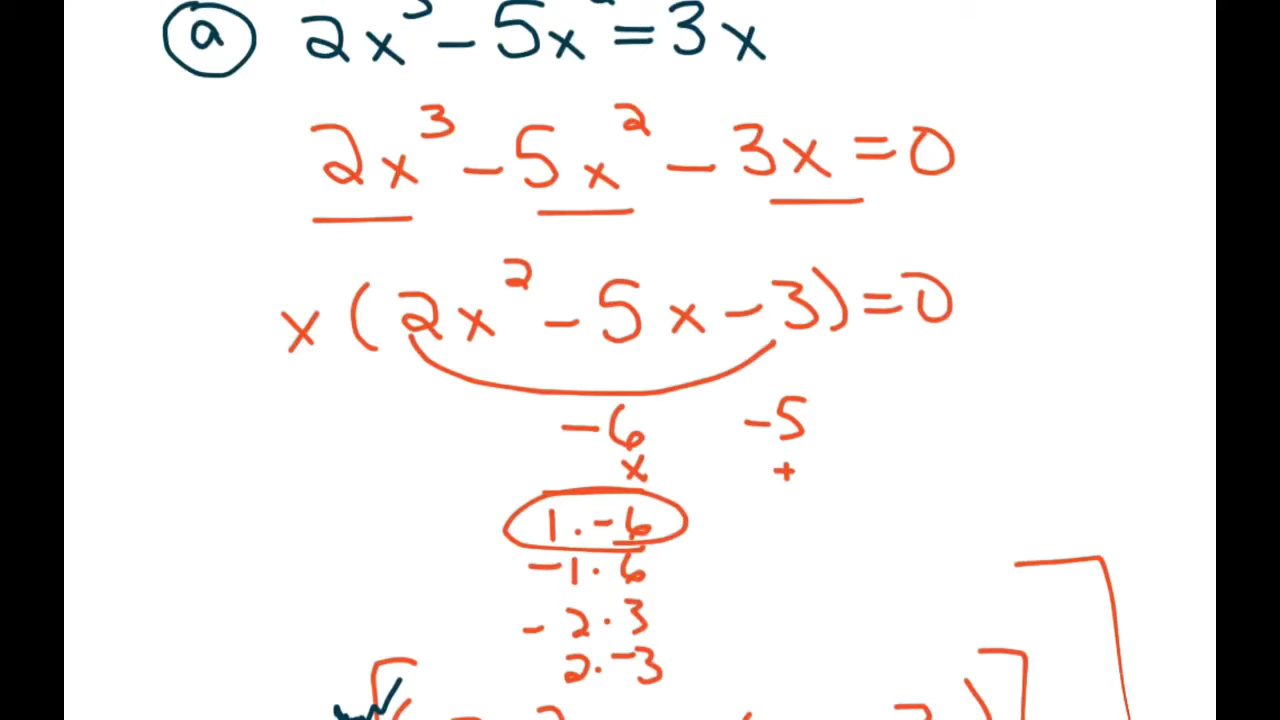 a 2x³ - 5x² = 3x
2x³ - 5x² - 3x = 0
x(2x² - 5x - 3) = 0
-6 -5
x +
1 · -6
-1 · 6
-2 · 3
2 · -3